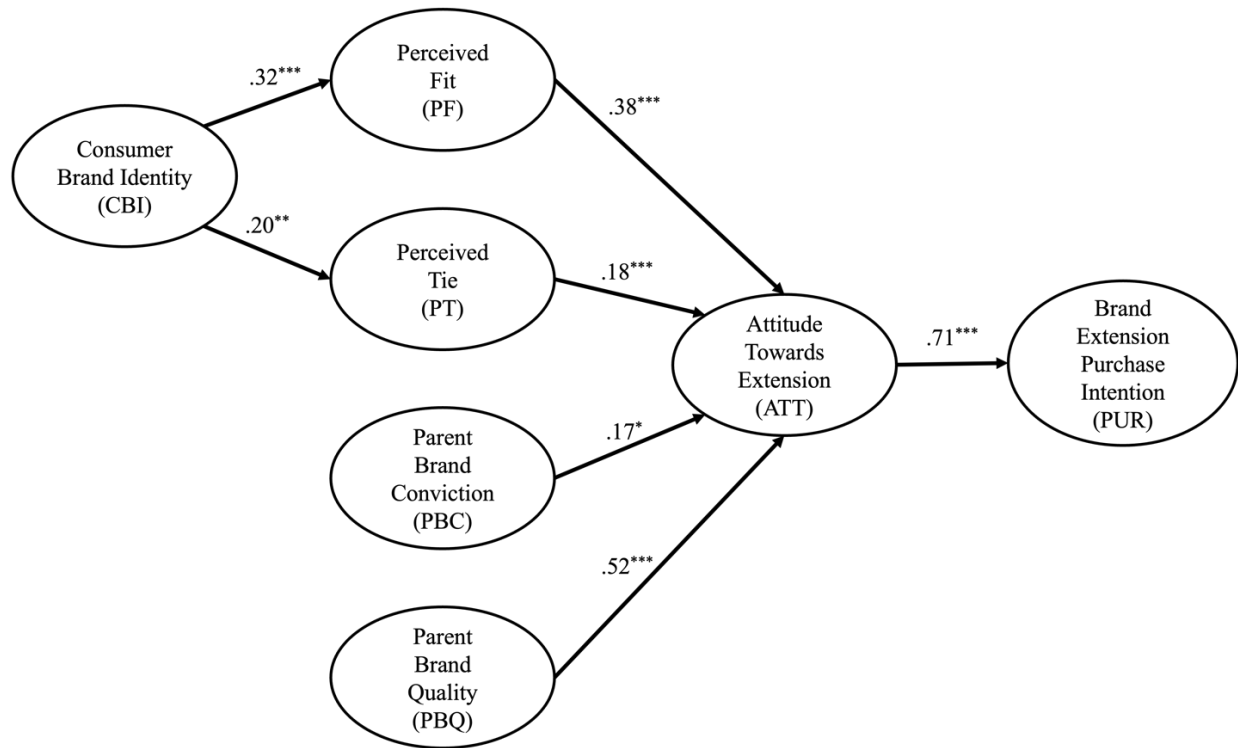 Perceived
Fit
(PF)
.32***
.38***
Consumer
Brand Identity
(CBI)
.20**
Perceived
Tie
(PT)
.18***
Attitude
Towards
Extension
(ATT)
.71***
Brand
Extension
Purchase
Intention
(PUR)
Parent
Brand
Conviction
(PBC)
.17*
.52***
Parent
Brand
Quality
(PBQ)